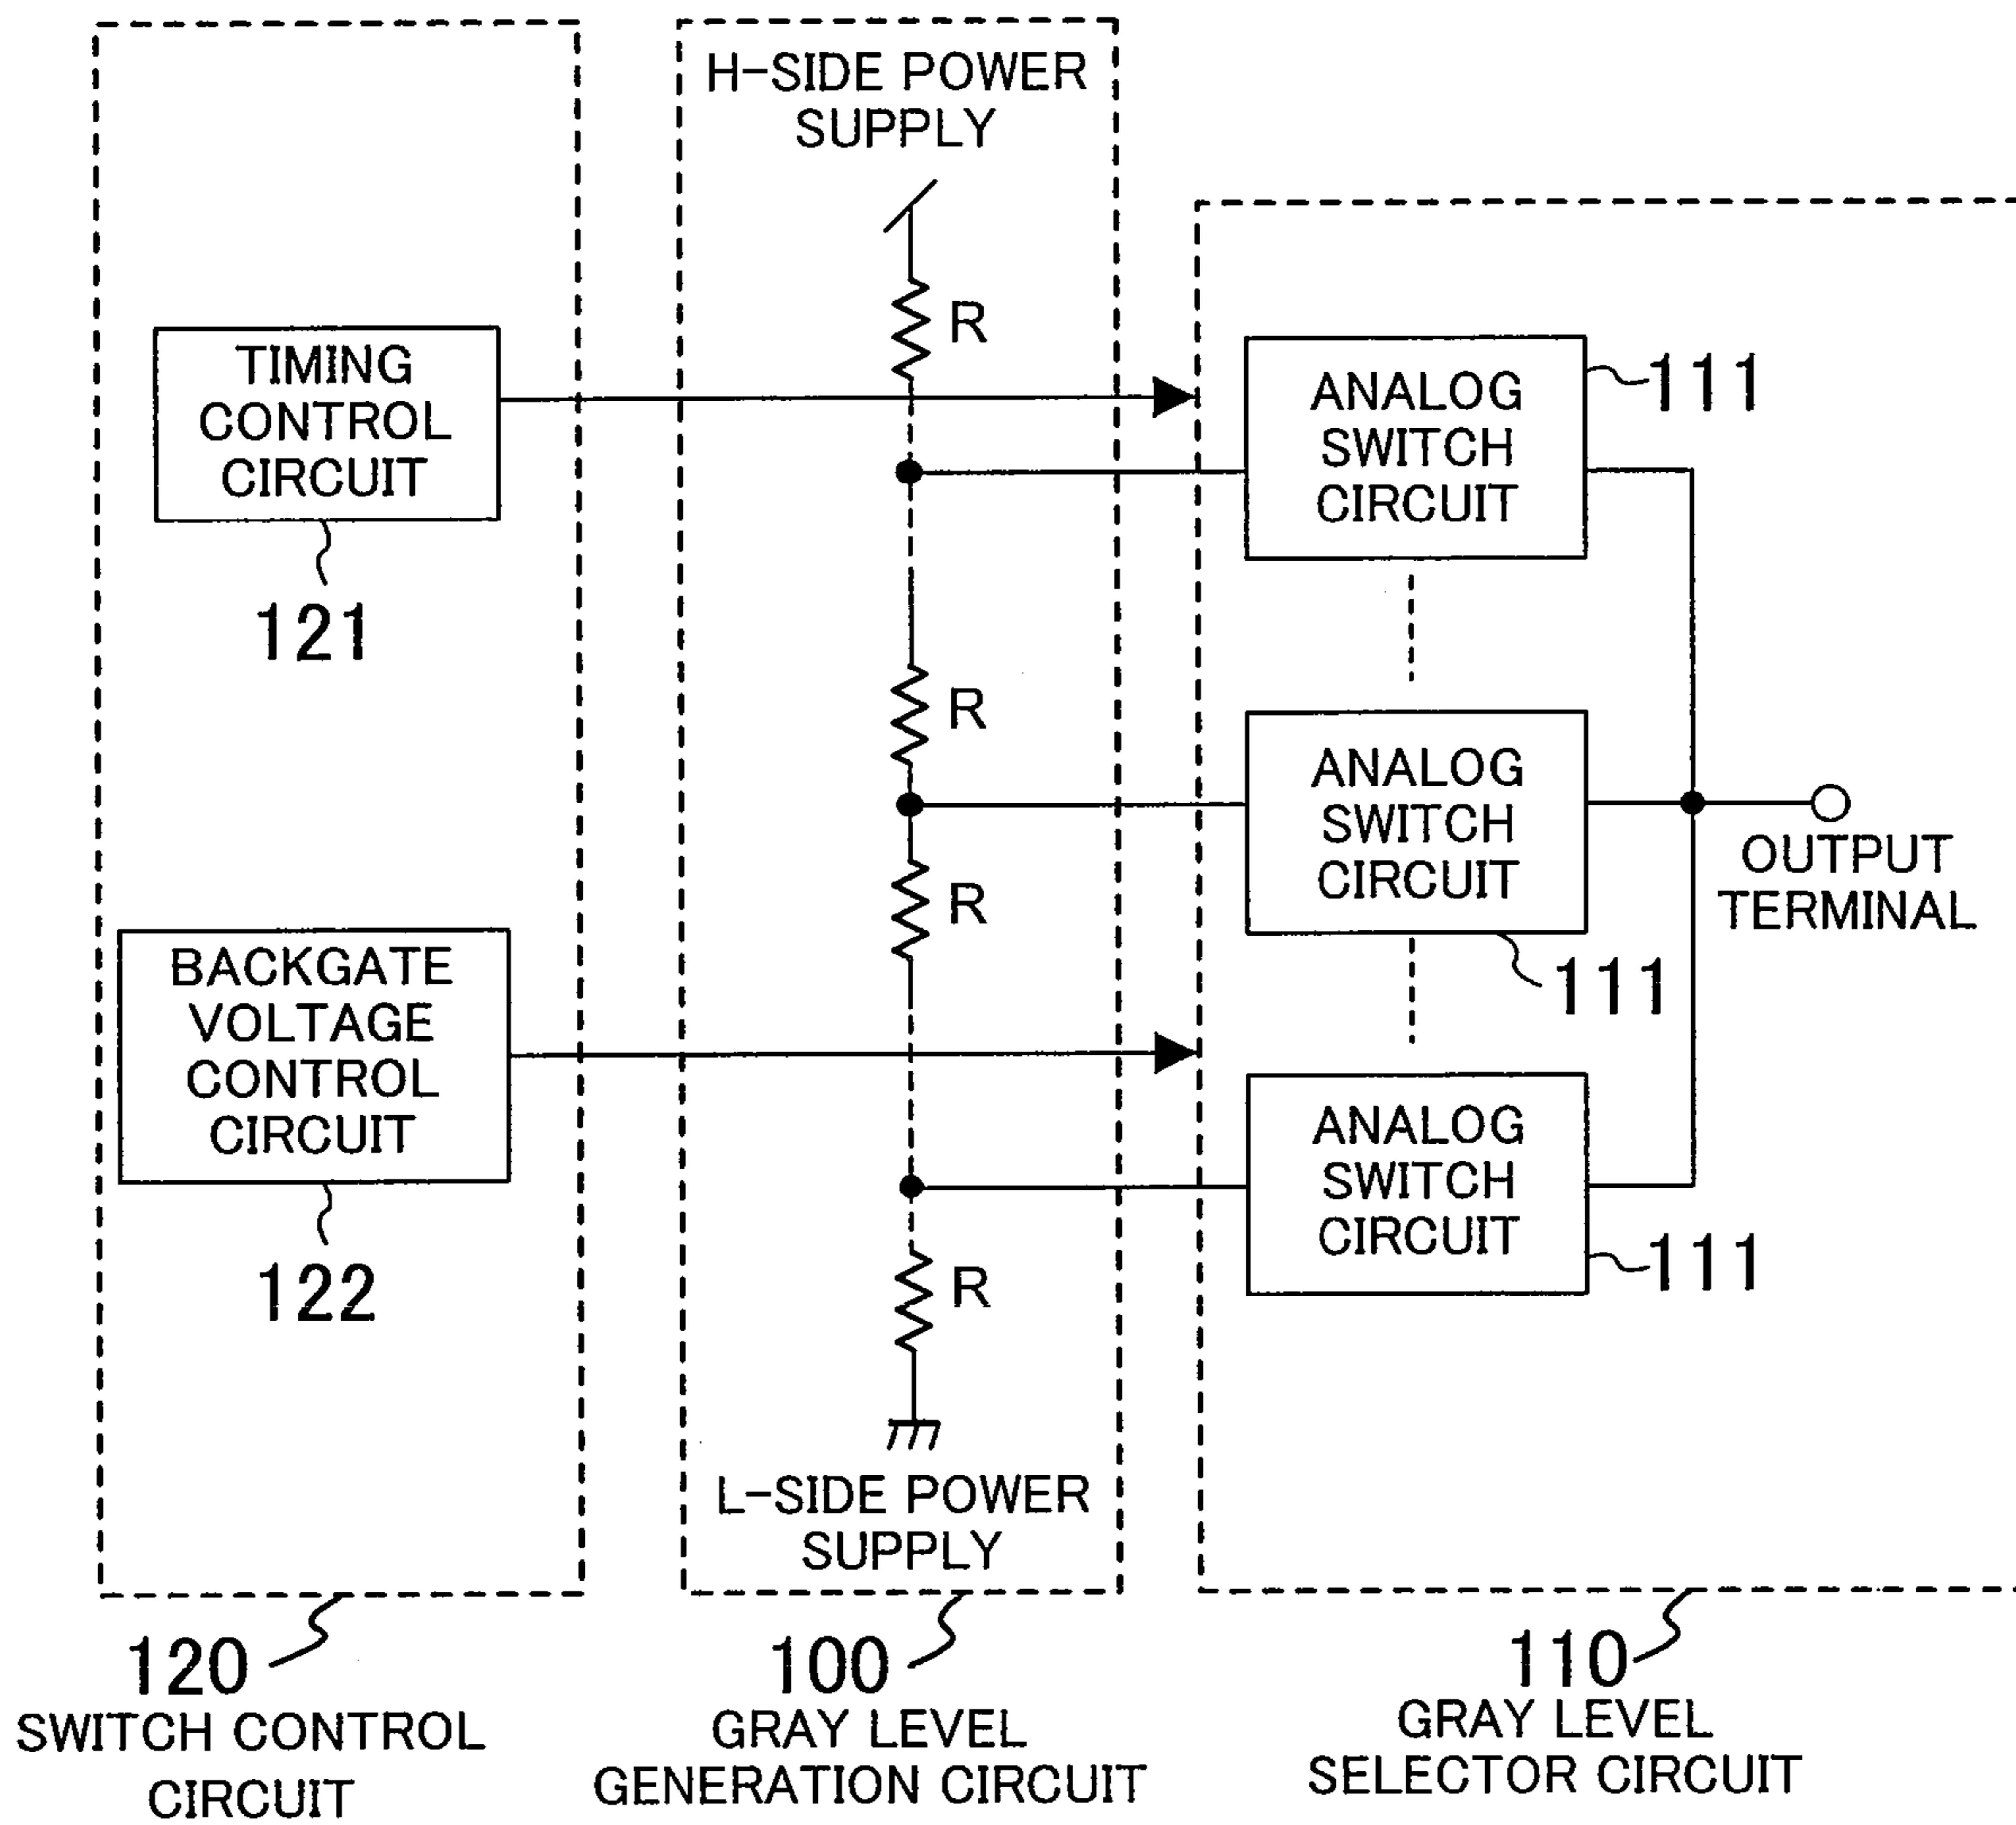 H-SIDE POWER
SUPPLY
R
TIMING
CONTROL
CIRCUIT
121
ANALOG
SWITCH
CIRCUIT
111
R
ANALOG
SWITCH
CIRCUIT
111
OUTPUT
TERMINAL
R
BACKGATE
VOLTAGE
CONTROL
CIRCUIT
122
ANALOG
SWITCH
CIRCUIT
111
R
L-SIDE POWER
SUPPLY
120
SWITCH CONTROL
CIRCUIT
100
GRAY LEVEL
GENERATION CIRCUIT
110
GRAY LEVEL
SELECTOR CIRCUIT